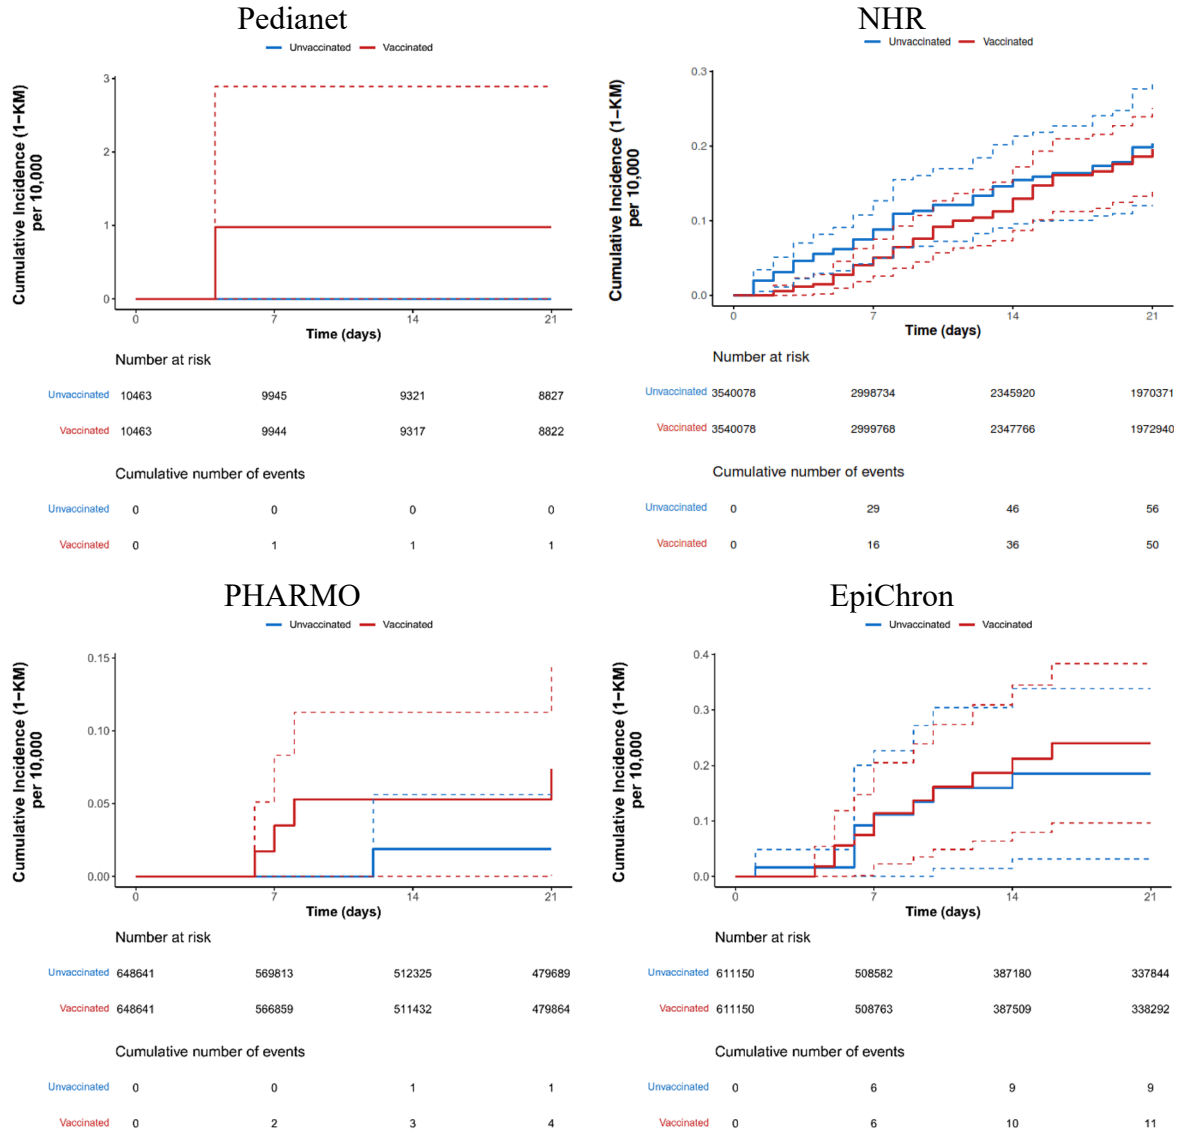 Pedianet
Unvaccinated Vaccinated
Cumulative Incidence (1−KM)
per 10,000
3
2
1
0
0 7 14 21
Time (days)
Number at risk
Unvaccinated 10463 9945 9321 8827
Vaccinated 10463 9944 9317 8822
Cumulative number of events
Unvaccinated 0 0 0 0
Vaccinated 0 1 1 1
NHR
Unvaccinated Vaccinated
Cumulative Incidence (1−KM)
per 10,000
0.3
0.2
0.1
0.0
0 7 14 21
Time (days)
Number at risk
Unvaccinated 3540078 2998734 2345920 1970371
Vaccinated 3540078 2999768 2347766 1972940
Cumulative number of events
Unvaccinated 0 29 46 56
Vaccinated 0 16 36 50
PHARMO
Unvaccinated Vaccinated
Cumulative Incidence (1−KM)
per 10,000
0.15
0.10
0.05
0.00
0 7 14 21
Time (days)
Number at risk
Unvaccinated 648641 569813 512325 479689
Vaccinated 648641 566859 511432 479864
Cumulative number of events
Unvaccinated 0 0 1 1
Vaccinated 0 2 3 4
EpiChron
Unvaccinated Vaccinated
Cumulative Incidence (1−KM)
per 10,000
0.4
0.3
0.2
0.1
0.0
0 7 14 21
Time (days)
Number at risk
Unvaccinated 611150 508582 387180 337844
Vaccinated 611150 508763 387509 338292
Cumulative number of events
Unvaccinated 0 6 9 9
Vaccinated 0 6 10 11